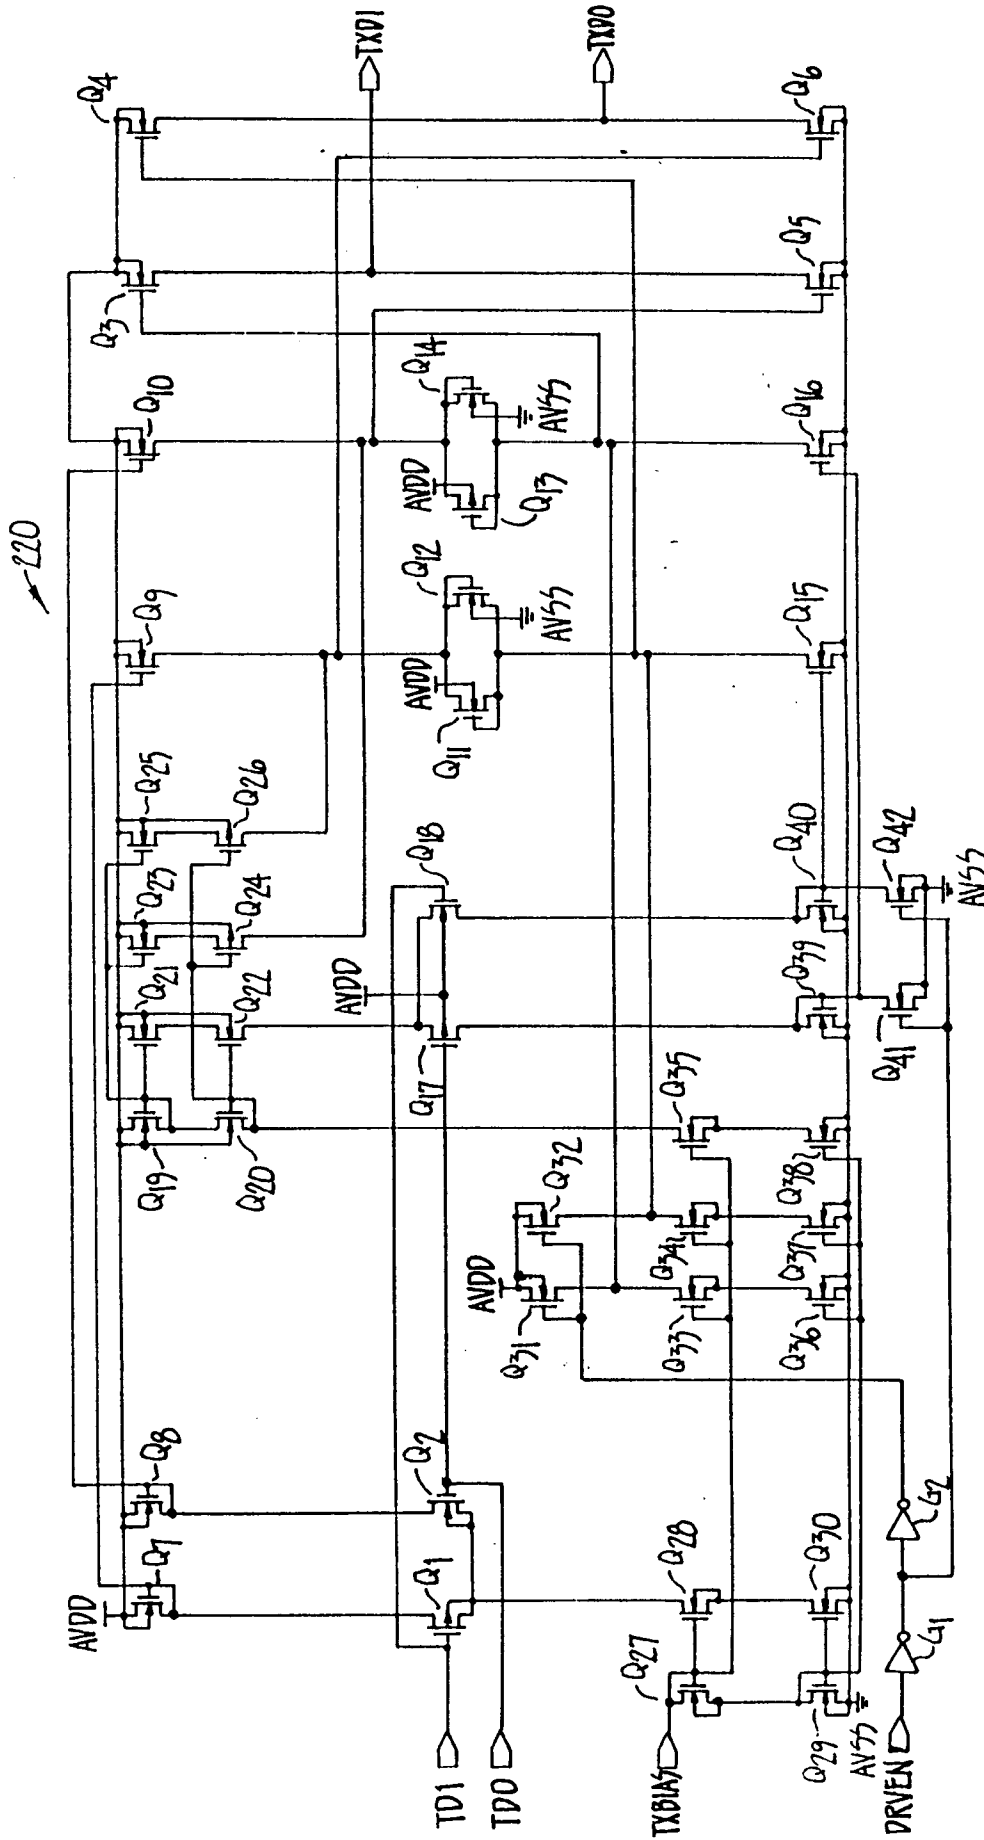 220
AVDD
Q7
Q8
Q19
Q20
Q21
Q22
Q23
Q24
Q25
Q26
Q9
Q10
Q3
Q4
TD1
TD0
Q1
Q2
AVDD
Q17
Q18
AVDD
Q11
Q12
AVSS
AVDD
Q13
Q14
AVSS
TXD1
TXD0
AVDD
Q31
Q32
TXBIAS
Q27
Q28
Q33
Q34
Q35
Q29
AVSS
Q30
Q36
Q37
Q38
Q39
Q40
Q15
Q16
Q5
Q6
DRVEN
G1
G2
Q41
Q42
AVSS